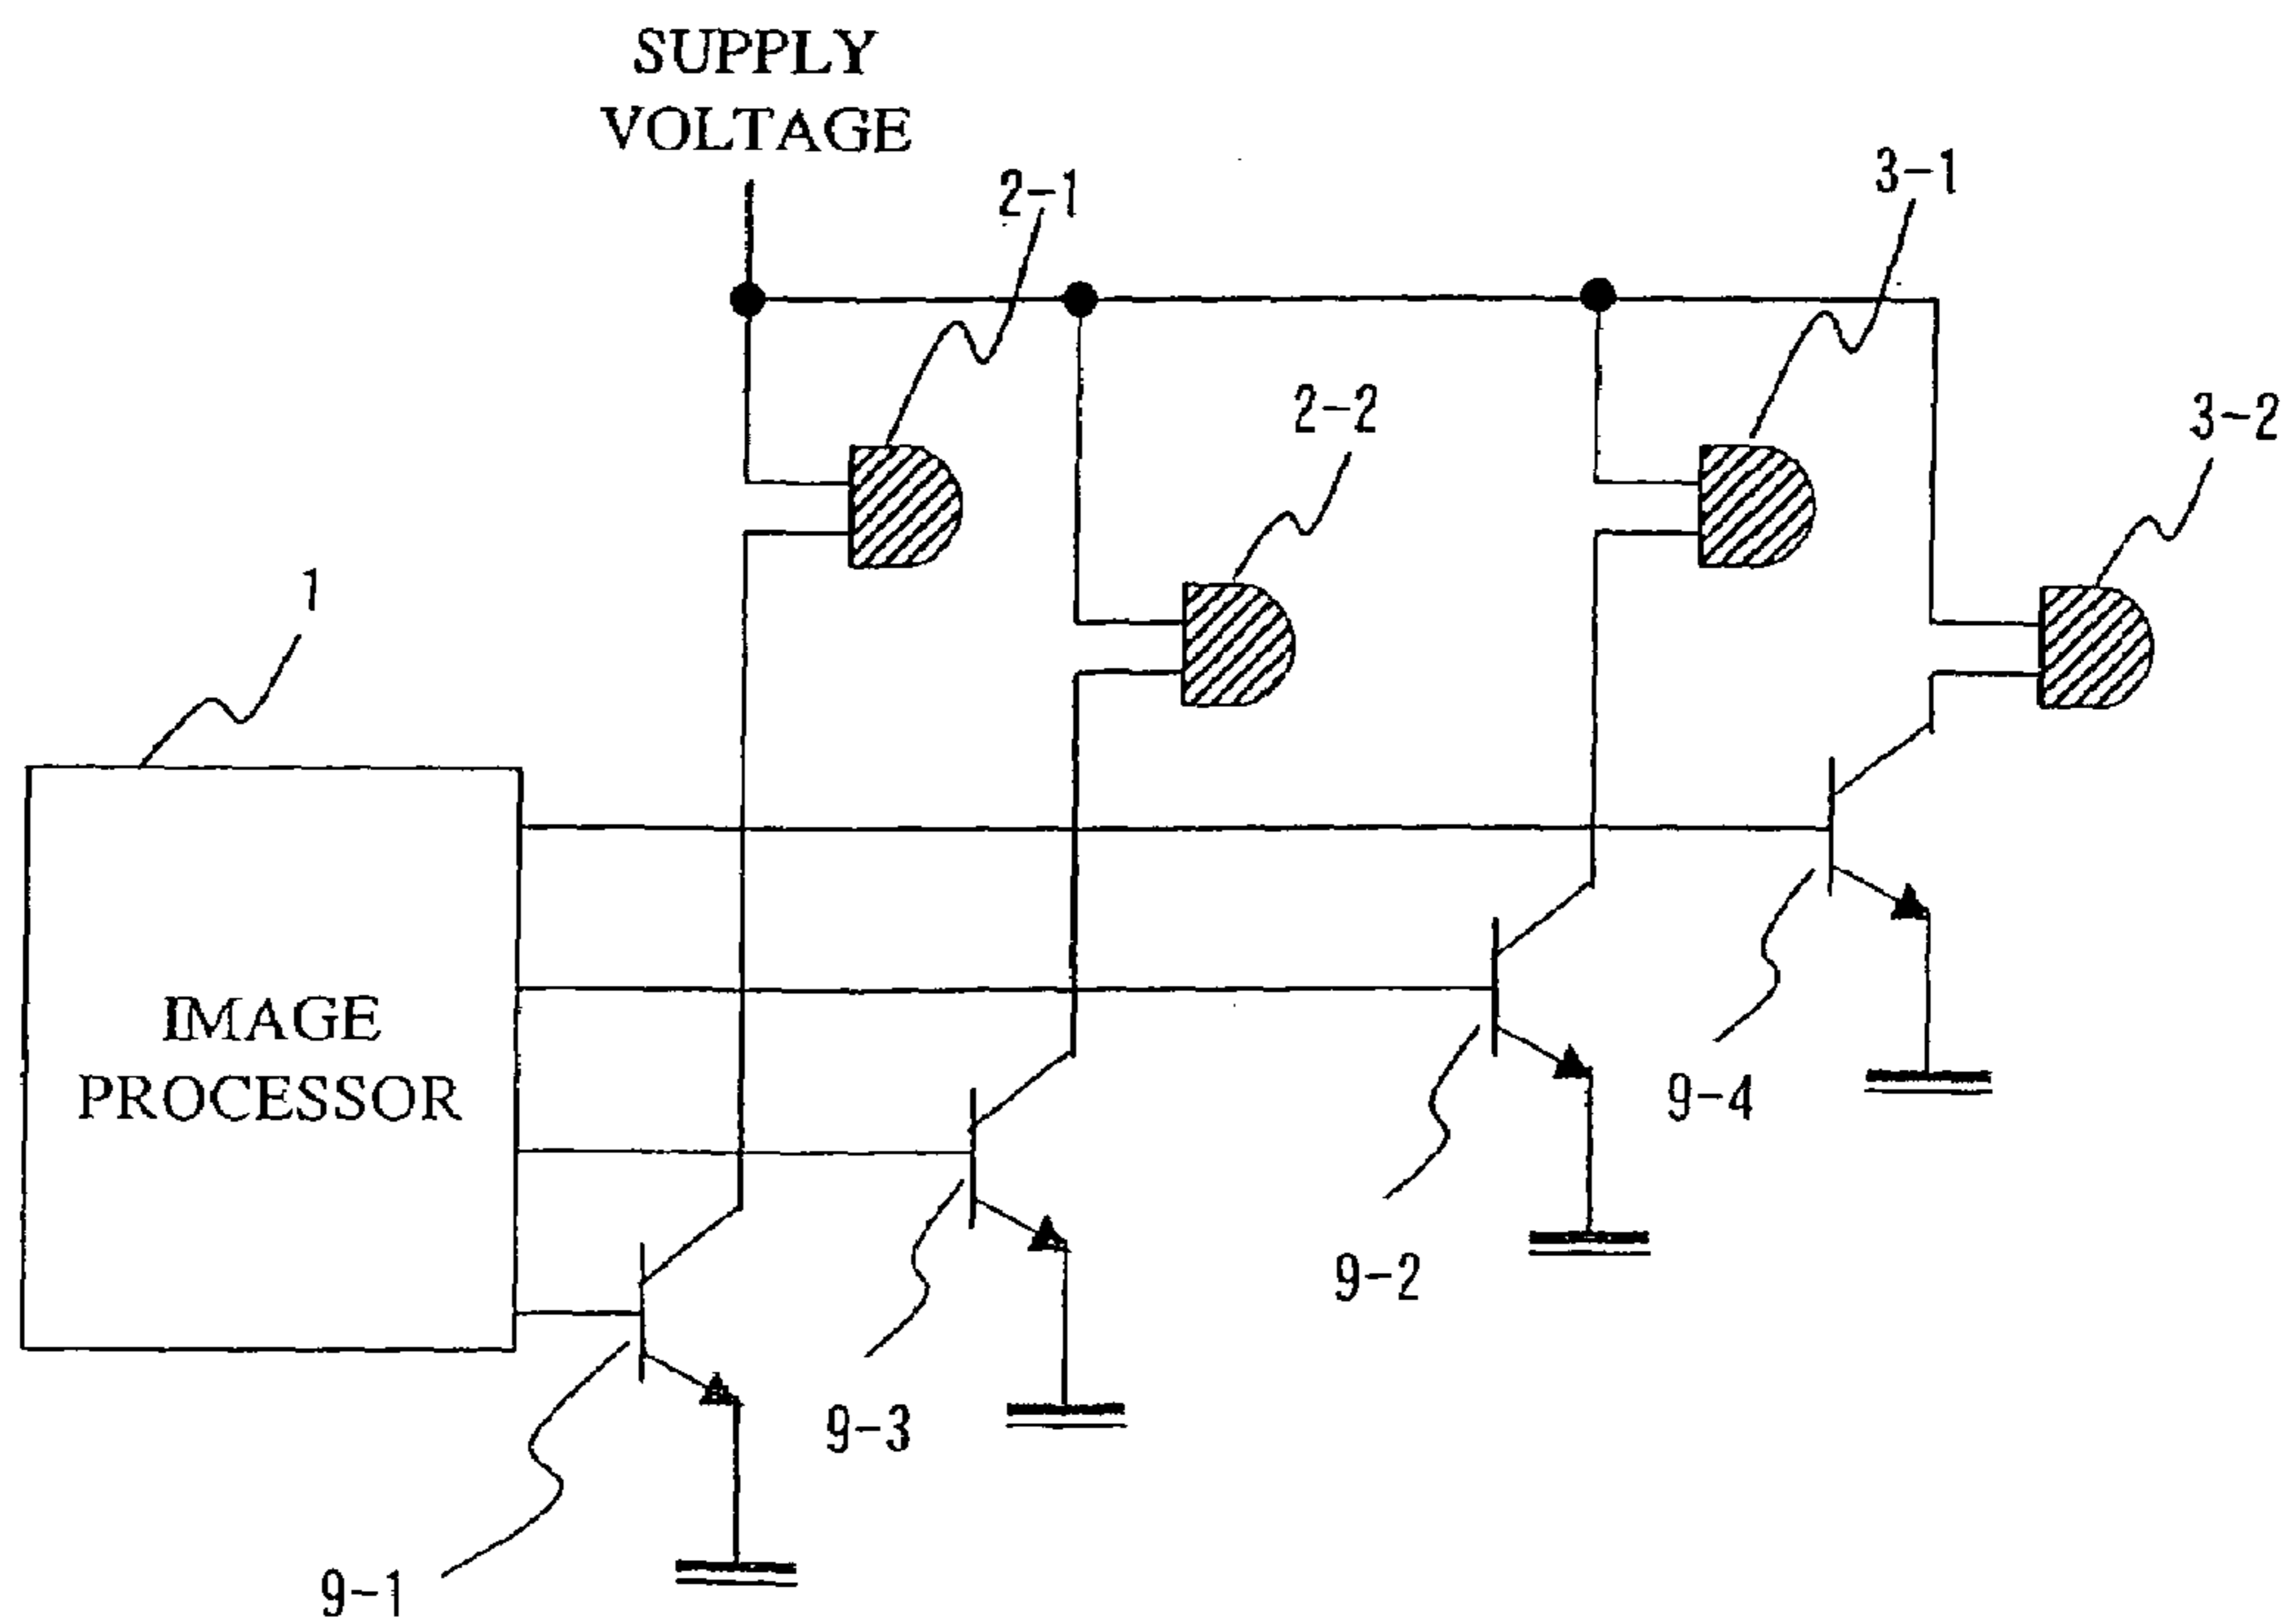 SUPPLY
VOLTAGE
2-1
3-1
2-2
3-2
1
IMAGE
PROCESSOR
9-4
9-2
9-3
9-1